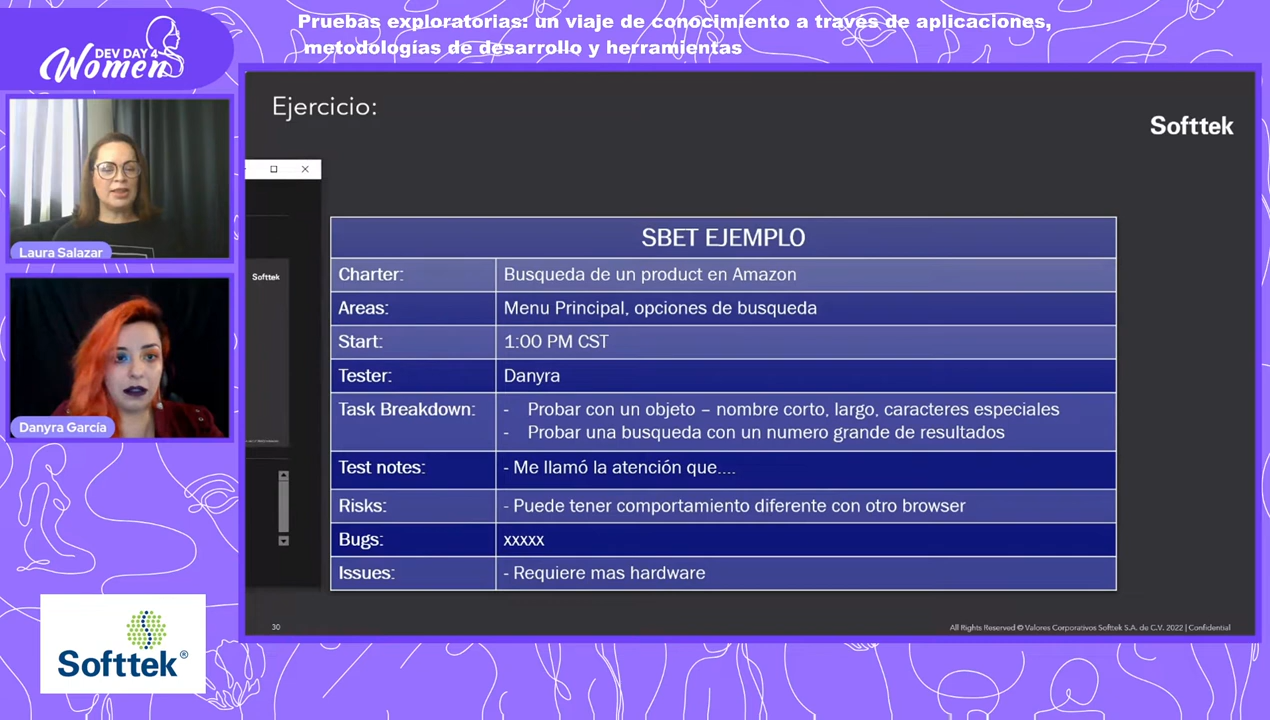 Pruebas exploratorias: un viaje de conocimiento a través de aplicaciones,
metodologías de desarrollo y herramientas
DEV DAY 4
Women
Laura Salazar
Danyra García
Softtek®
Ejercicio:
Softtek
Softtek
SBET EJEMPLO
Charter: Busqueda de un product en Amazon
Areas: Menu Principal, opciones de busqueda
Start: 1:00 PM CST
Tester: Danyra
Task Breakdown: - Probar con un objeto – nombre corto, largo, caracteres especiales
- Probar una busqueda con un numero grande de resultados
Test notes: - Me llamó la atención que....
Risks: - Puede tener comportamiento diferente con otro browser
Bugs: xxxxx
Issues: - Requiere mas hardware
30
All Rights Reserved © Valores Corporativos Softtek S.A. de C.V. 2022 | Confidential